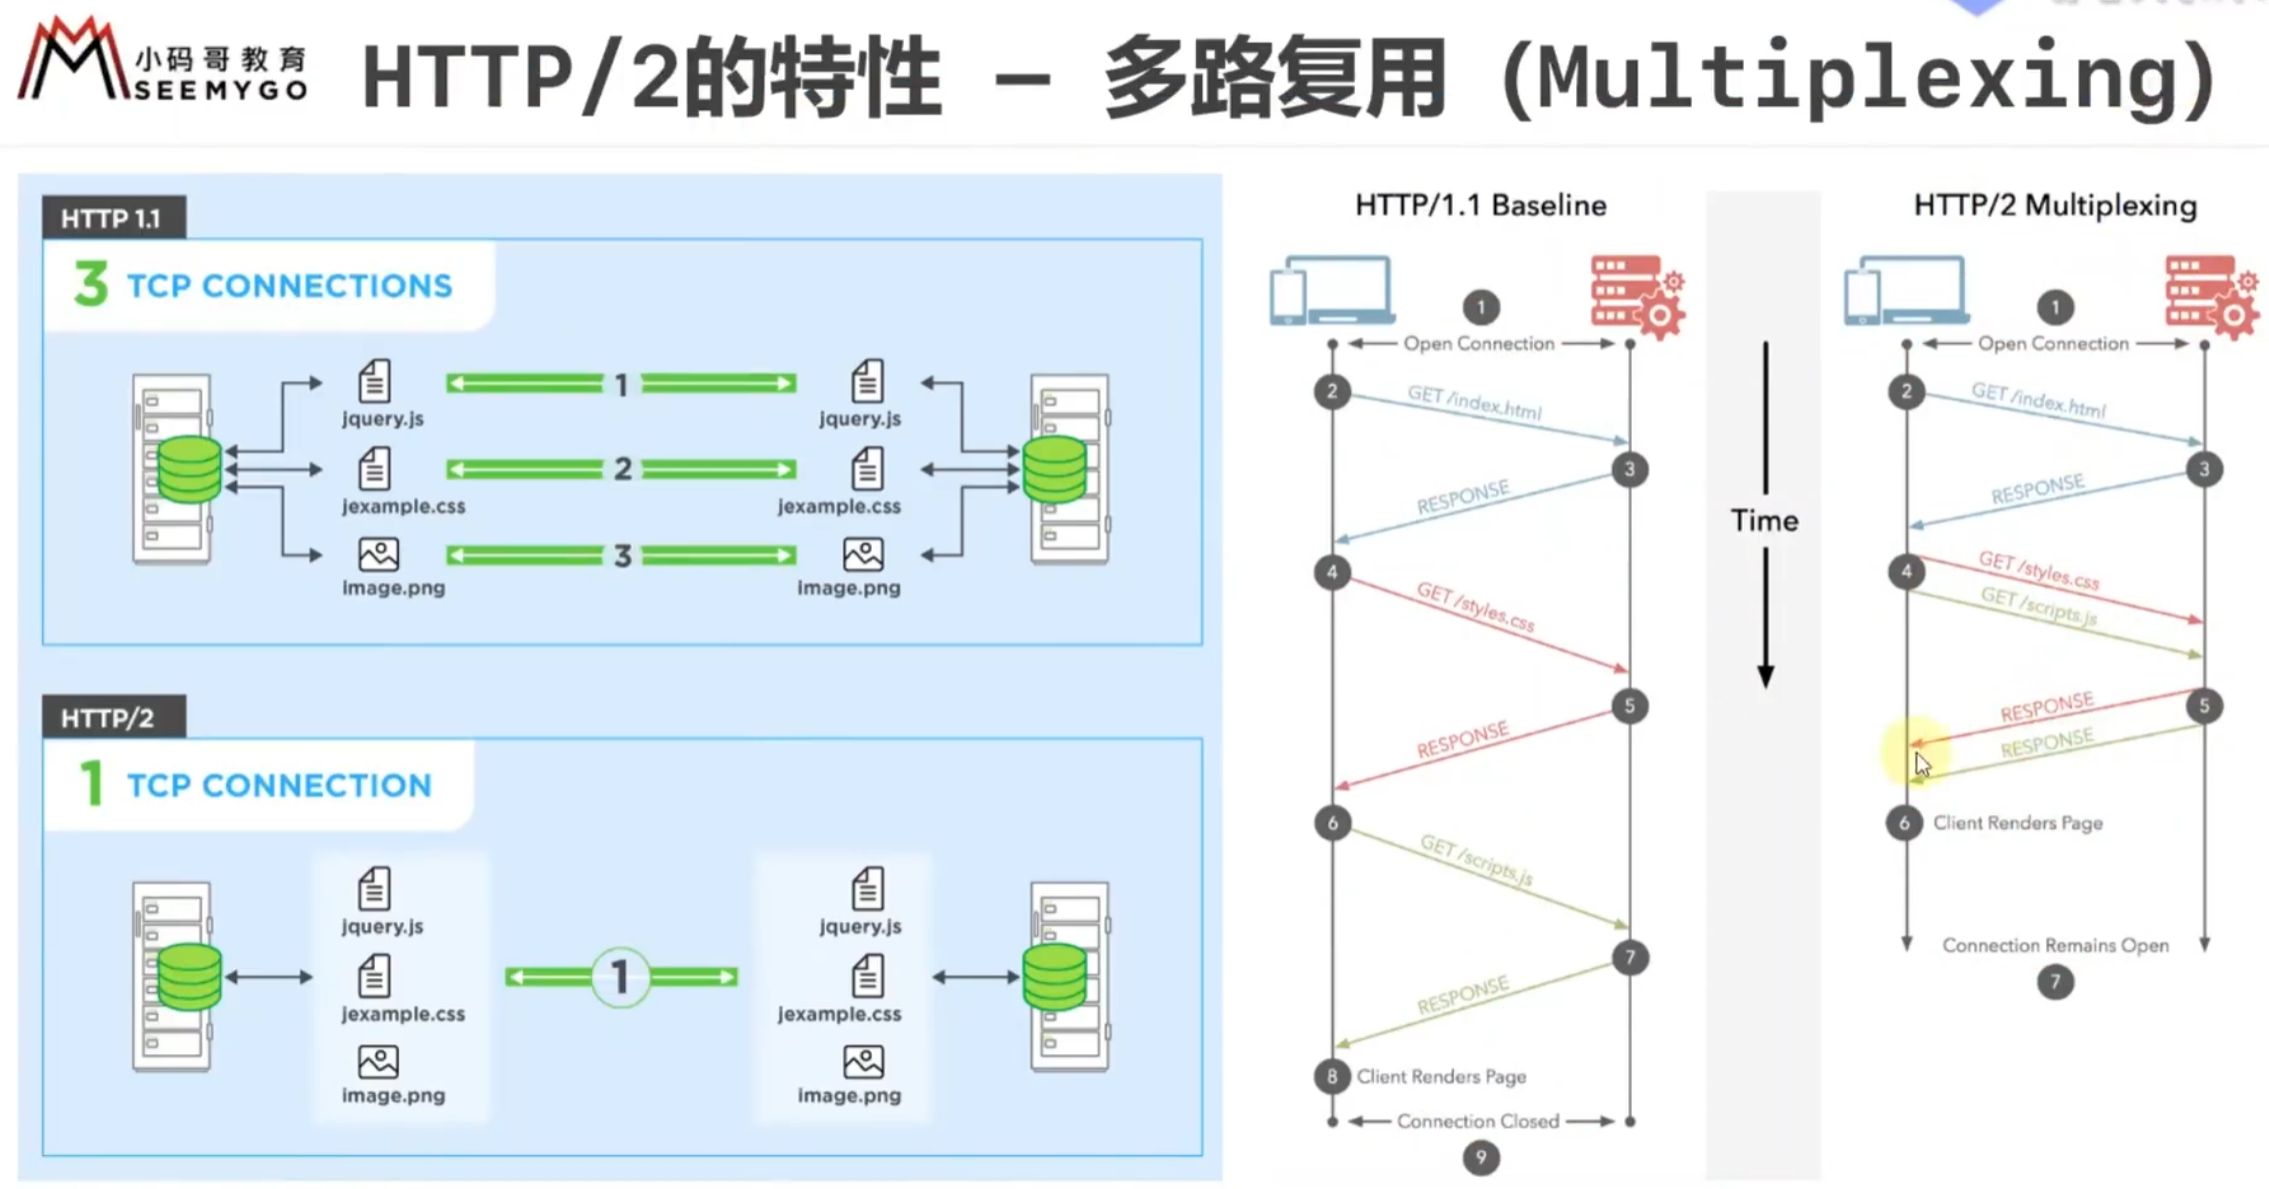 小码哥教育
SEEMYGO
HTTP/2的特性 — 多路复用 (Multiplexing)
HTTP 1.1
3 TCP CONNECTIONS
jquery.js
1
jquery.js
jexample.css
2
jexample.css
image.png
3
image.png
HTTP/2
1 TCP CONNECTION
jquery.js
jquery.js
jexample.css
1
jexample.css
image.png
image.png
HTTP/1.1 Baseline
1
Open Connection
2
GET /index.html
3
RESPONSE
4
GET /styles.css
5
RESPONSE
6
GET /scripts.js
7
RESPONSE
8 Client Renders Page
Connection Closed
9
Time
HTTP/2 Multiplexing
1
Open Connection
2
GET /index.html
3
RESPONSE
4
GET /styles.css
GET /scripts.js
5
RESPONSE
RESPONSE
6 Client Renders Page
Connection Remains Open
7